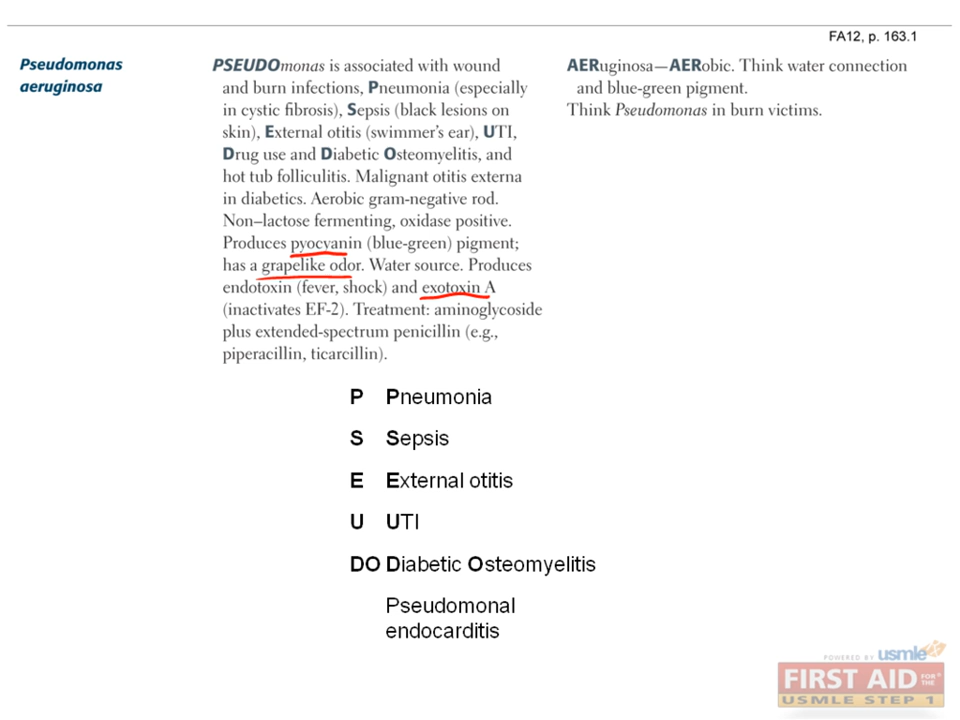 FA12, p. 163.1
Pseudomonas
aeruginosa
PSEUDOmonas is associated with wound
and burn infections, Pneumonia (especially
in cystic fibrosis), Sepsis (black lesions on
skin), External otitis (swimmer's ear), UTI,
Drug use and Diabetic Osteomyelitis, and
hot tub folliculitis. Malignant otitis externa
in diabetics. Aerobic gram-negative rod.
Non–lactose fermenting, oxidase positive.
Produces pyocyanin (blue-green) pigment;
has a grapelike odor. Water source. Produces
endotoxin (fever, shock) and exotoxin A
(inactivates EF-2). Treatment: aminoglycoside
plus extended-spectrum penicillin (e.g.,
piperacillin, ticarcillin).
AERuginosa—AERobic. Think water connection
and blue-green pigment.
Think Pseudomonas in burn victims.
P Pneumonia
S Sepsis
E External otitis
U UTI
DO Diabetic Osteomyelitis
Pseudomonal
endocarditis
POWERED BY usmle
FIRST AID FOR THE
USMLE STEP 1